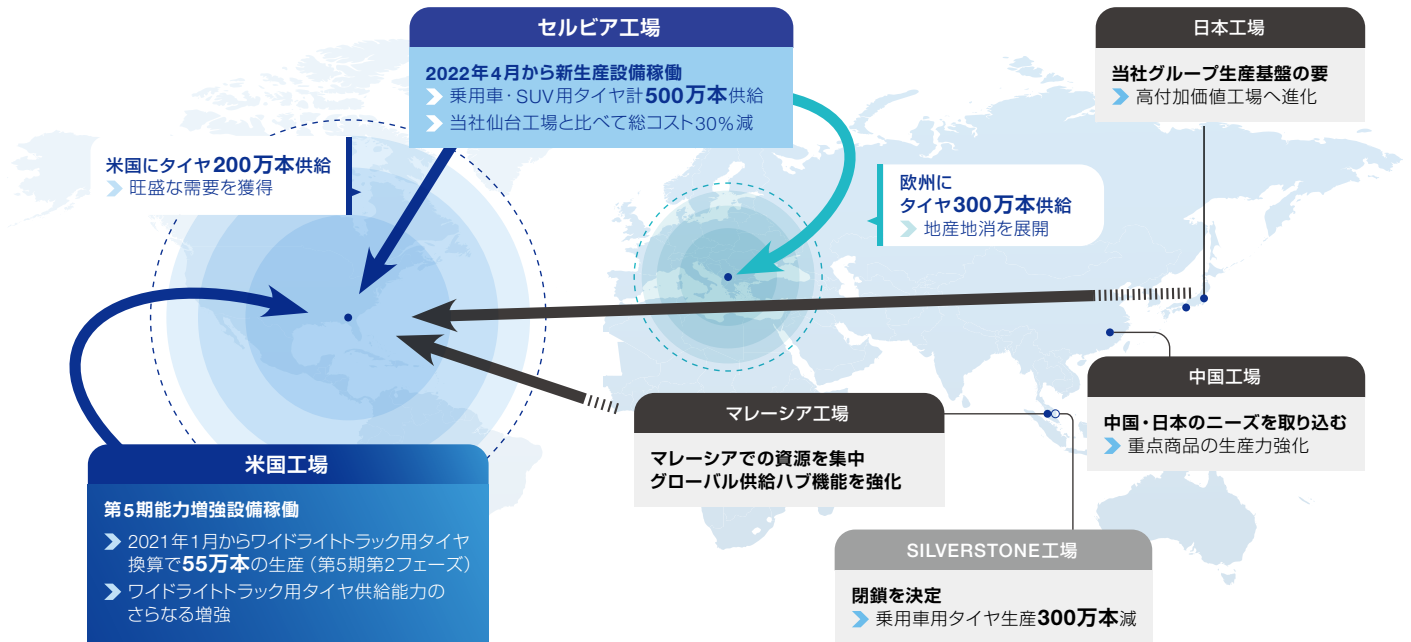 セルビア工場
2022年4月から新生産設備稼働
乗用車・SUV用タイヤ計500万本供給
当社仙台工場と比べて総コスト30%減
日本工場
当社グループ生産基盤の要
高付加価値工場へ進化
米国にタイヤ200万本供給
旺盛な需要を獲得
欧州に
タイヤ300万本供給
地産地消を展開
中国工場
中国・日本のニーズを取り込む
重点商品の生産力強化
マレーシア工場
マレーシアでの資源を集中
グローバル供給ハブ機能を強化
米国工場
第5期能力増強設備稼働
2021年1月からワイドライトトラック用タイヤ
換算で55万本の生産（第5期第2フェーズ）
ワイドライトトラック用タイヤ供給能力の
さらなる増強
SILVERSTONE工場
閉鎖を決定
乗用車用タイヤ生産300万本減